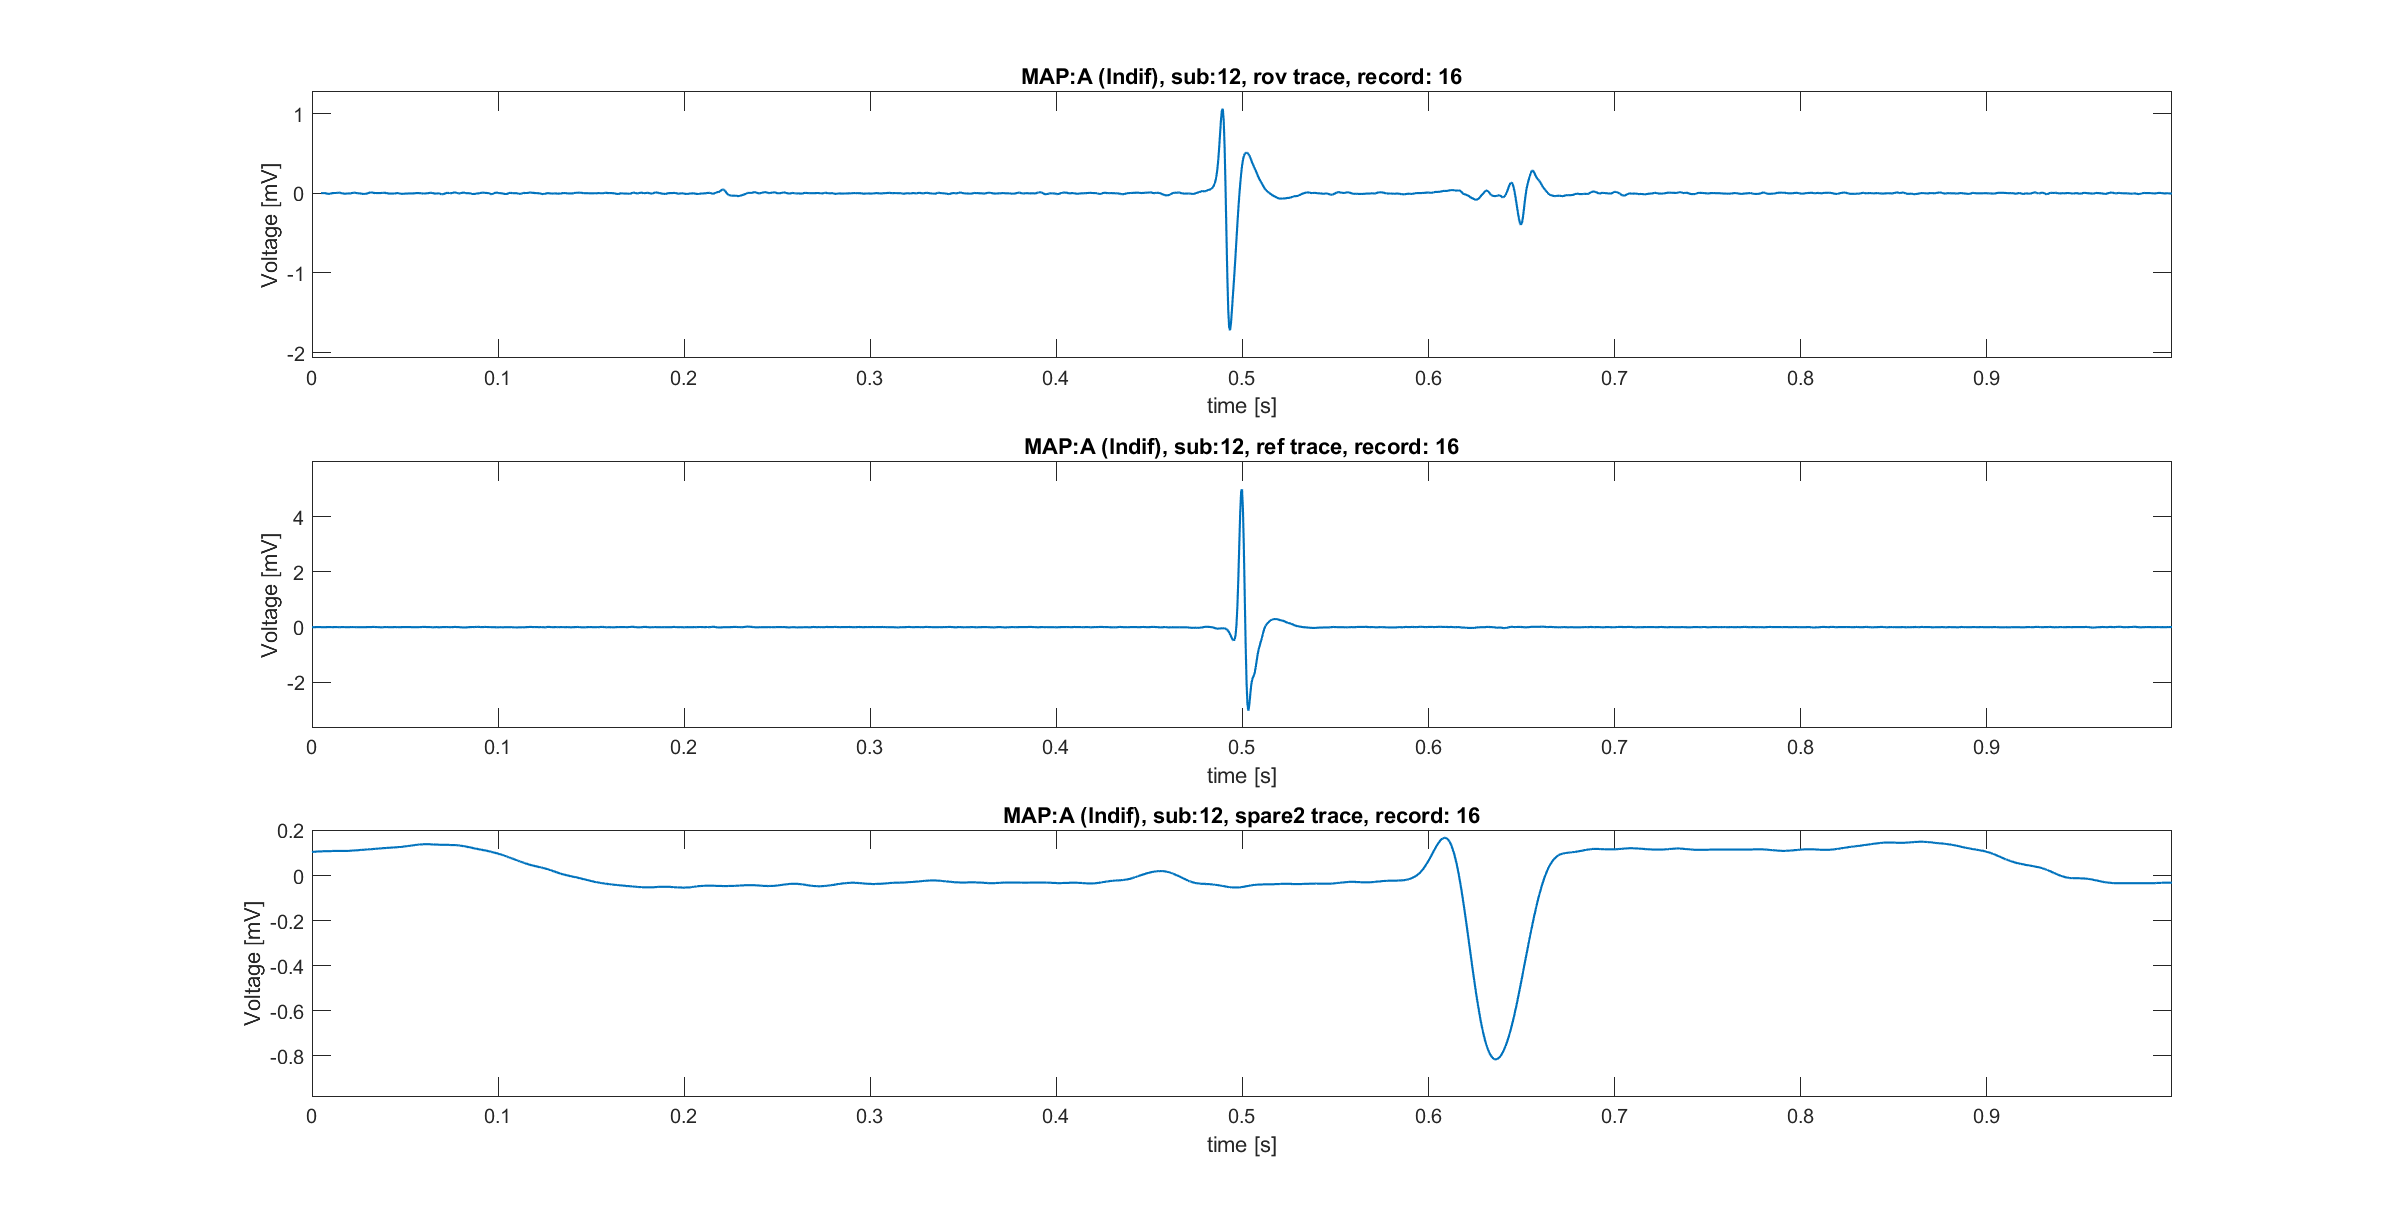 MAP:A (Indif), sub:12, rov trace, record: 16
1
0
-1
-2
Voltage [mV]
0 0.1 0.2 0.3 0.4 0.5 0.6 0.7 0.8 0.9
time [s]
MAP:A (Indif), sub:12, ref trace, record: 16
4
2
0
-2
Voltage [mV]
0 0.1 0.2 0.3 0.4 0.5 0.6 0.7 0.8 0.9
time [s]
MAP:A (Indif), sub:12, spare2 trace, record: 16
0.2
0
-0.2
-0.4
-0.6
-0.8
Voltage [mV]
0 0.1 0.2 0.3 0.4 0.5 0.6 0.7 0.8 0.9
time [s]